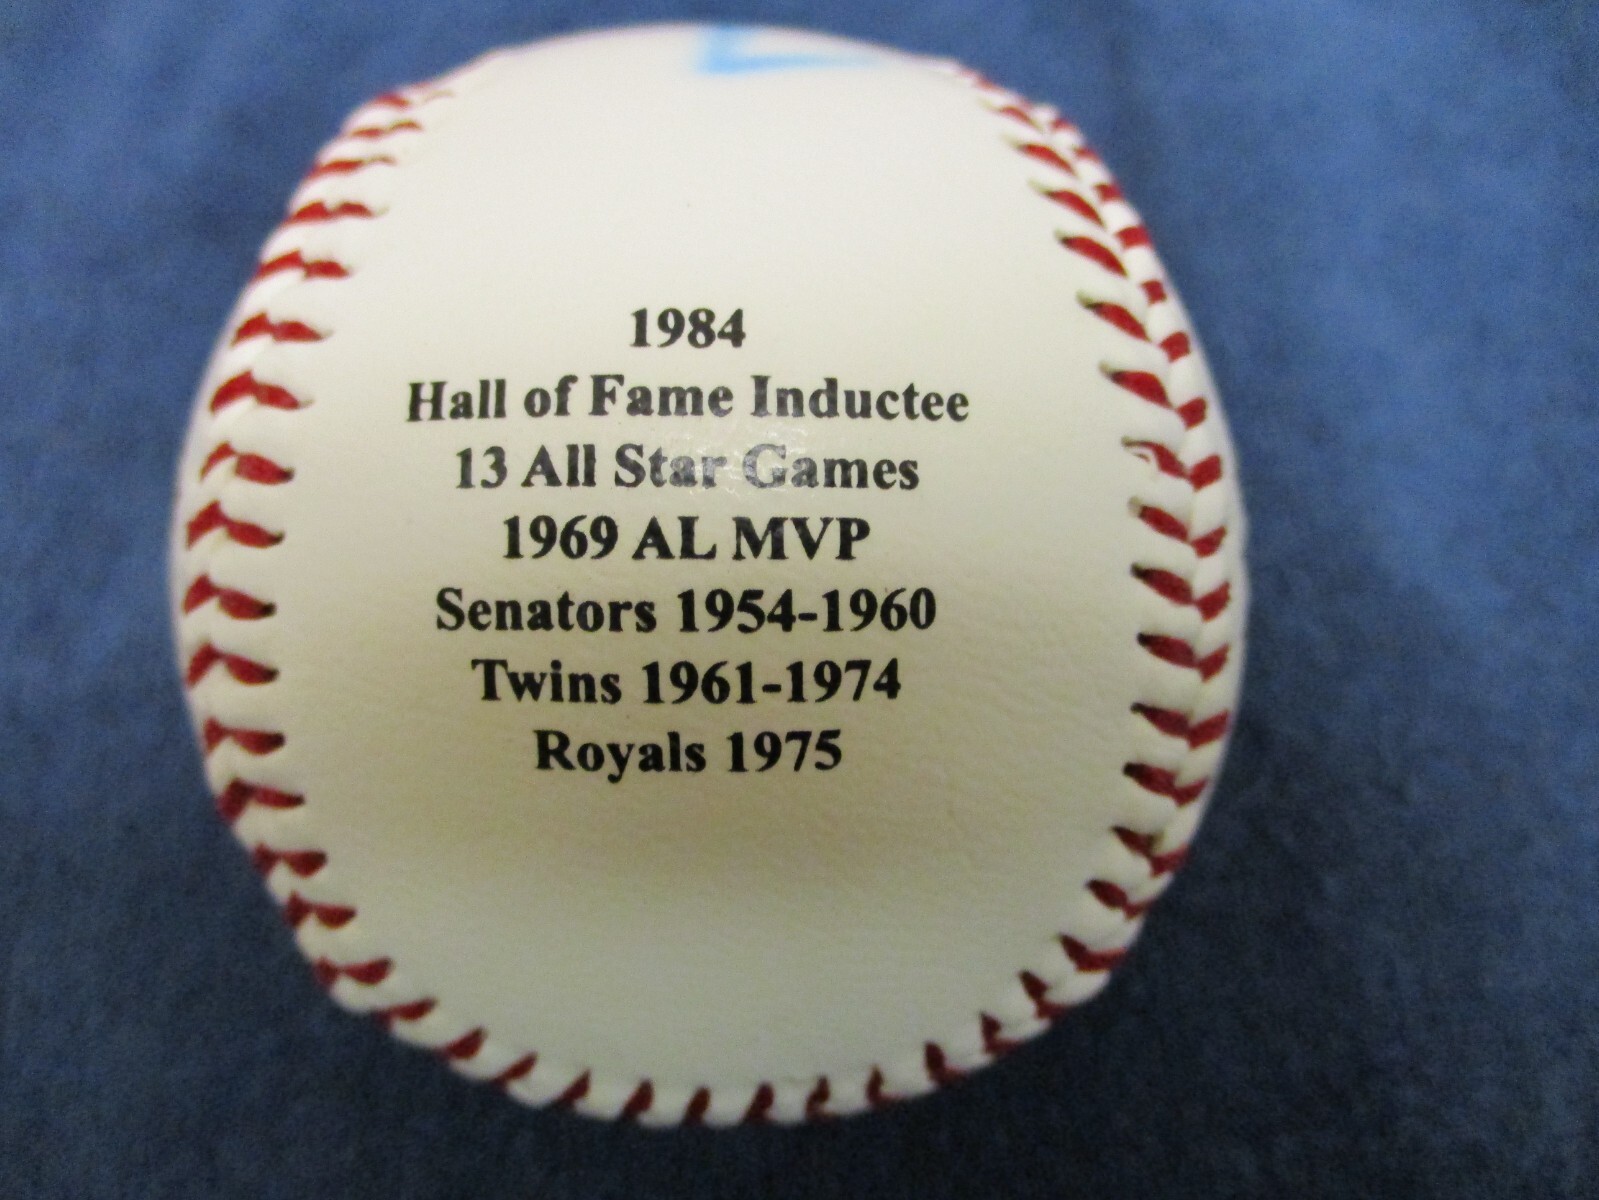 1984
Hall of Fame Inductee
13 All Star Games
1969 AL MVP
Senators 1954-1960
Twins 1961-1974
Royals 1975